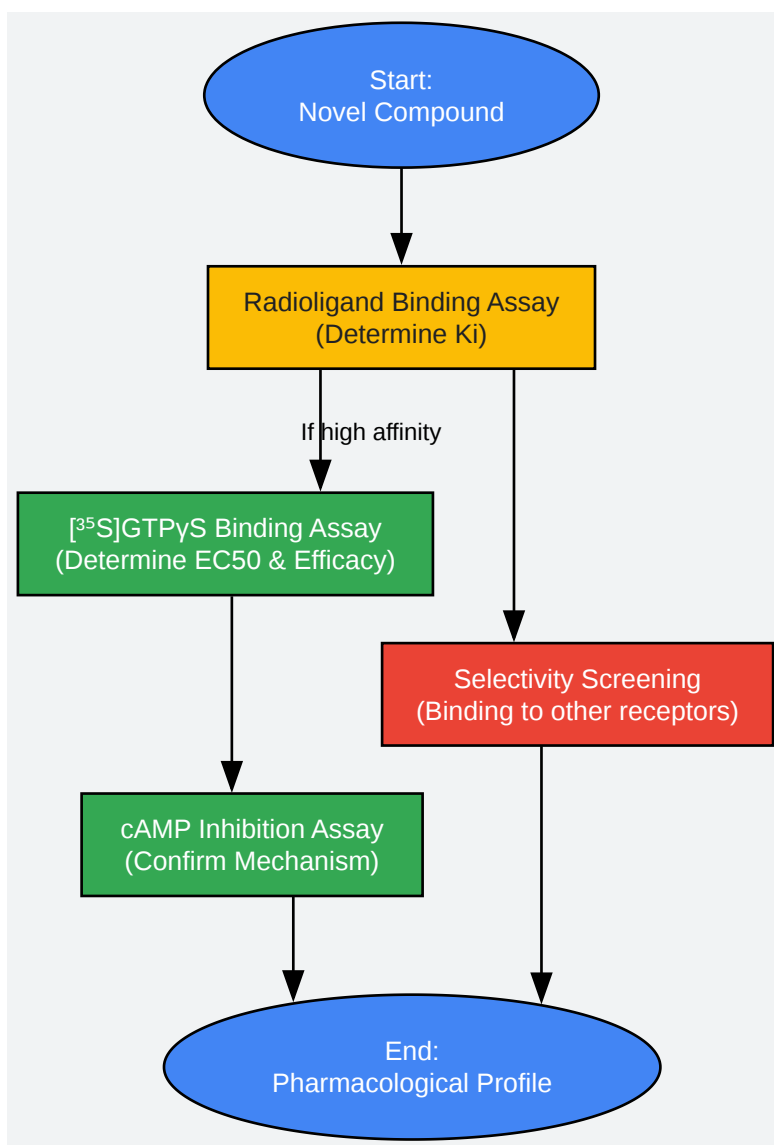 Start:
Novel Compound
Radioligand Binding Assay
(Determine Ki)
If high affinity
[³⁵S]GTPγS Binding Assay
(Determine EC50 & Efficacy)
Selectivity Screening
(Binding to other receptors)
cAMP Inhibition Assay
(Confirm Mechanism)
End:
Pharmacological Profile